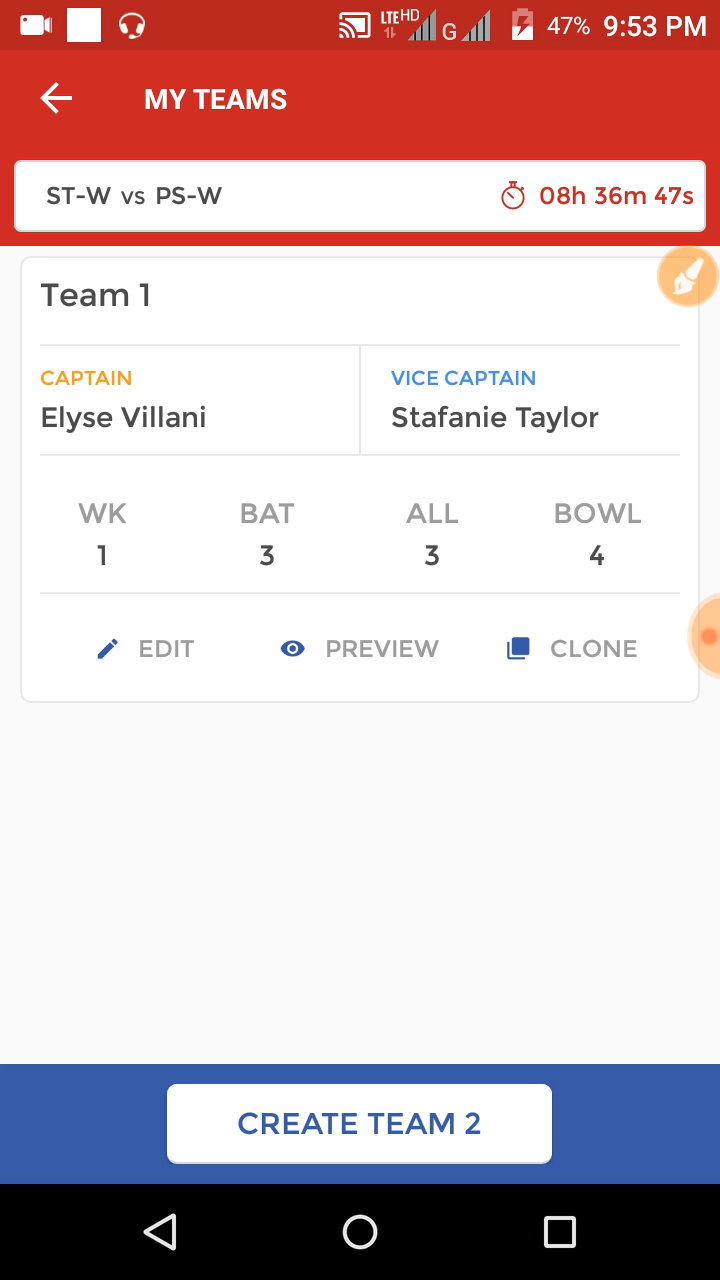 LTE HD G 47% 9:53 PM
MY TEAMS
ST-W vs PS-W 08h 36m 47s
Team 1
CAPTAIN VICE CAPTAIN
Elyse Villani Stafanie Taylor
WK BAT ALL BOWL
1 3 3 4
EDIT PREVIEW CLONE
CREATE TEAM 2